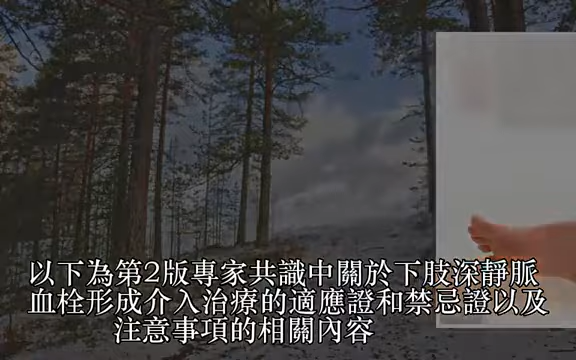 以下為第2版專家共識中關於下肢深靜脈
血栓形成介入治療的適應證和禁忌證以及
注意事項的相關內容